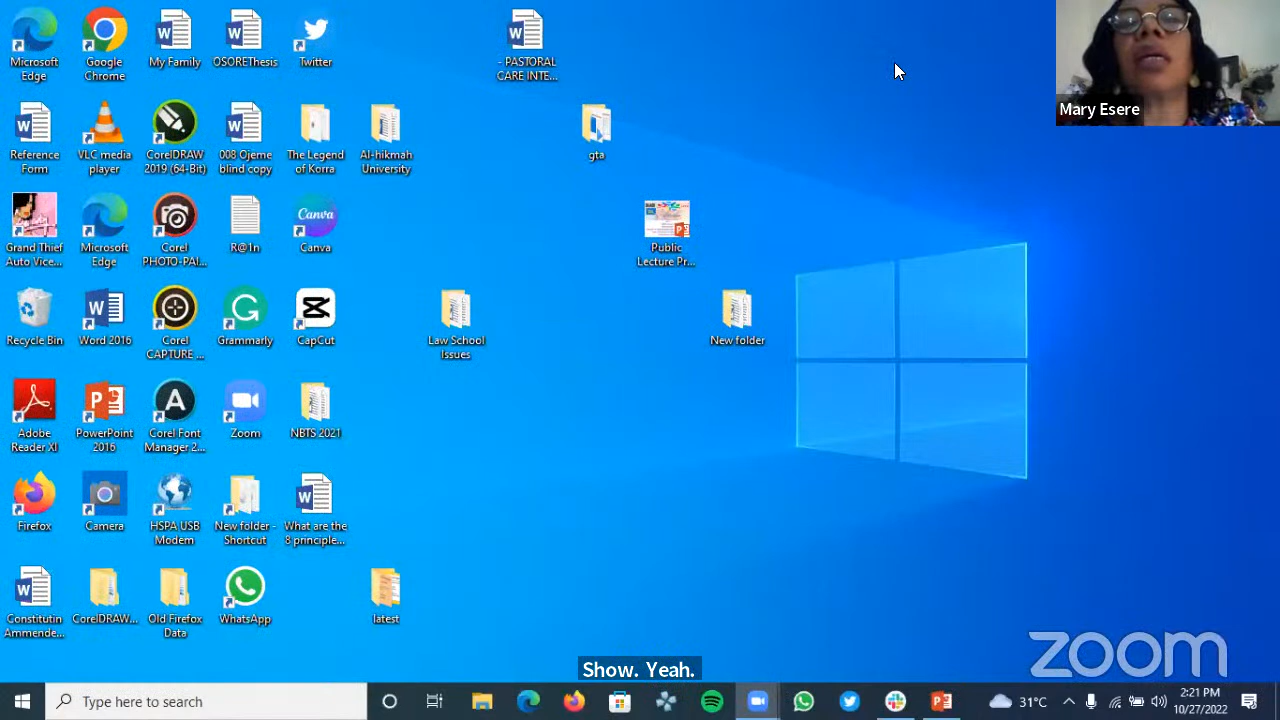 Microsoft
Edge
Google
Chrome
My Family
OSOREThesis
Twitter
- PASTORAL
CARE INTE...
Mary Esere
Reference
Form
VLC media
player
CorelDRAW
2019 (64-Bit)
008 Ojeme
blind copy
The Legend
of Korra
Al-hikmah
University
gta
Grand Thief
Auto Vice...
Microsoft
Edge
Corel
PHOTO-PAI...
R@1n
Canva
Canva
Public
Lecture Pr...
Recycle Bin
Word 2016
Corel
CAPTURE ...
Grammarly
CapCut
Law School
Issues
New folder
Adobe
Reader XI
PowerPoint
2016
Corel Font
Manager 2...
Zoom
NBTS 2021
Firefox
Camera
HSPA USB
Modem
New folder -
Shortcut
What are the
8 principle...
Constitutin
Ammende...
CorelDRAW...
Old Firefox
Data
WhatsApp
latest
zoom
Show. Yeah.
Type here to search
31°C
2:21 PM
10/27/2022